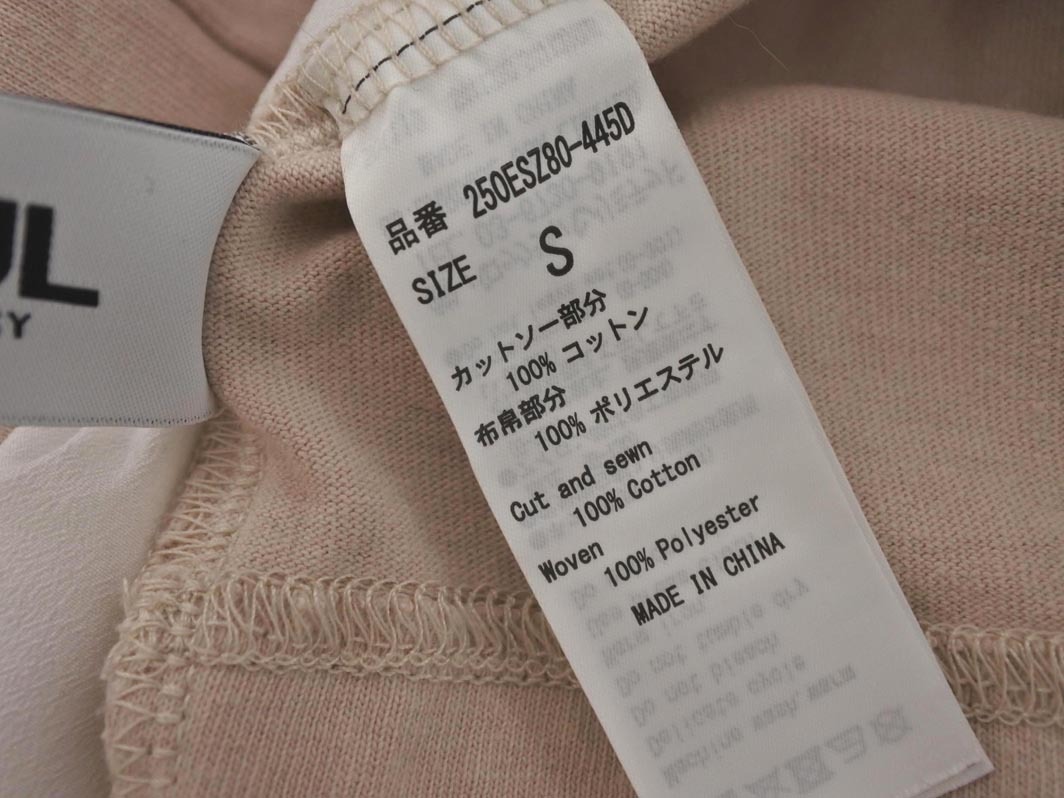 UL
SY
品番 250ESZ80-445D
SIZE S
カットソー部分
100% コットン
布帛部分
100% ポリエステル
Cut and sewn
100% Cotton
Woven
100% Polyester
MADE IN CHINA